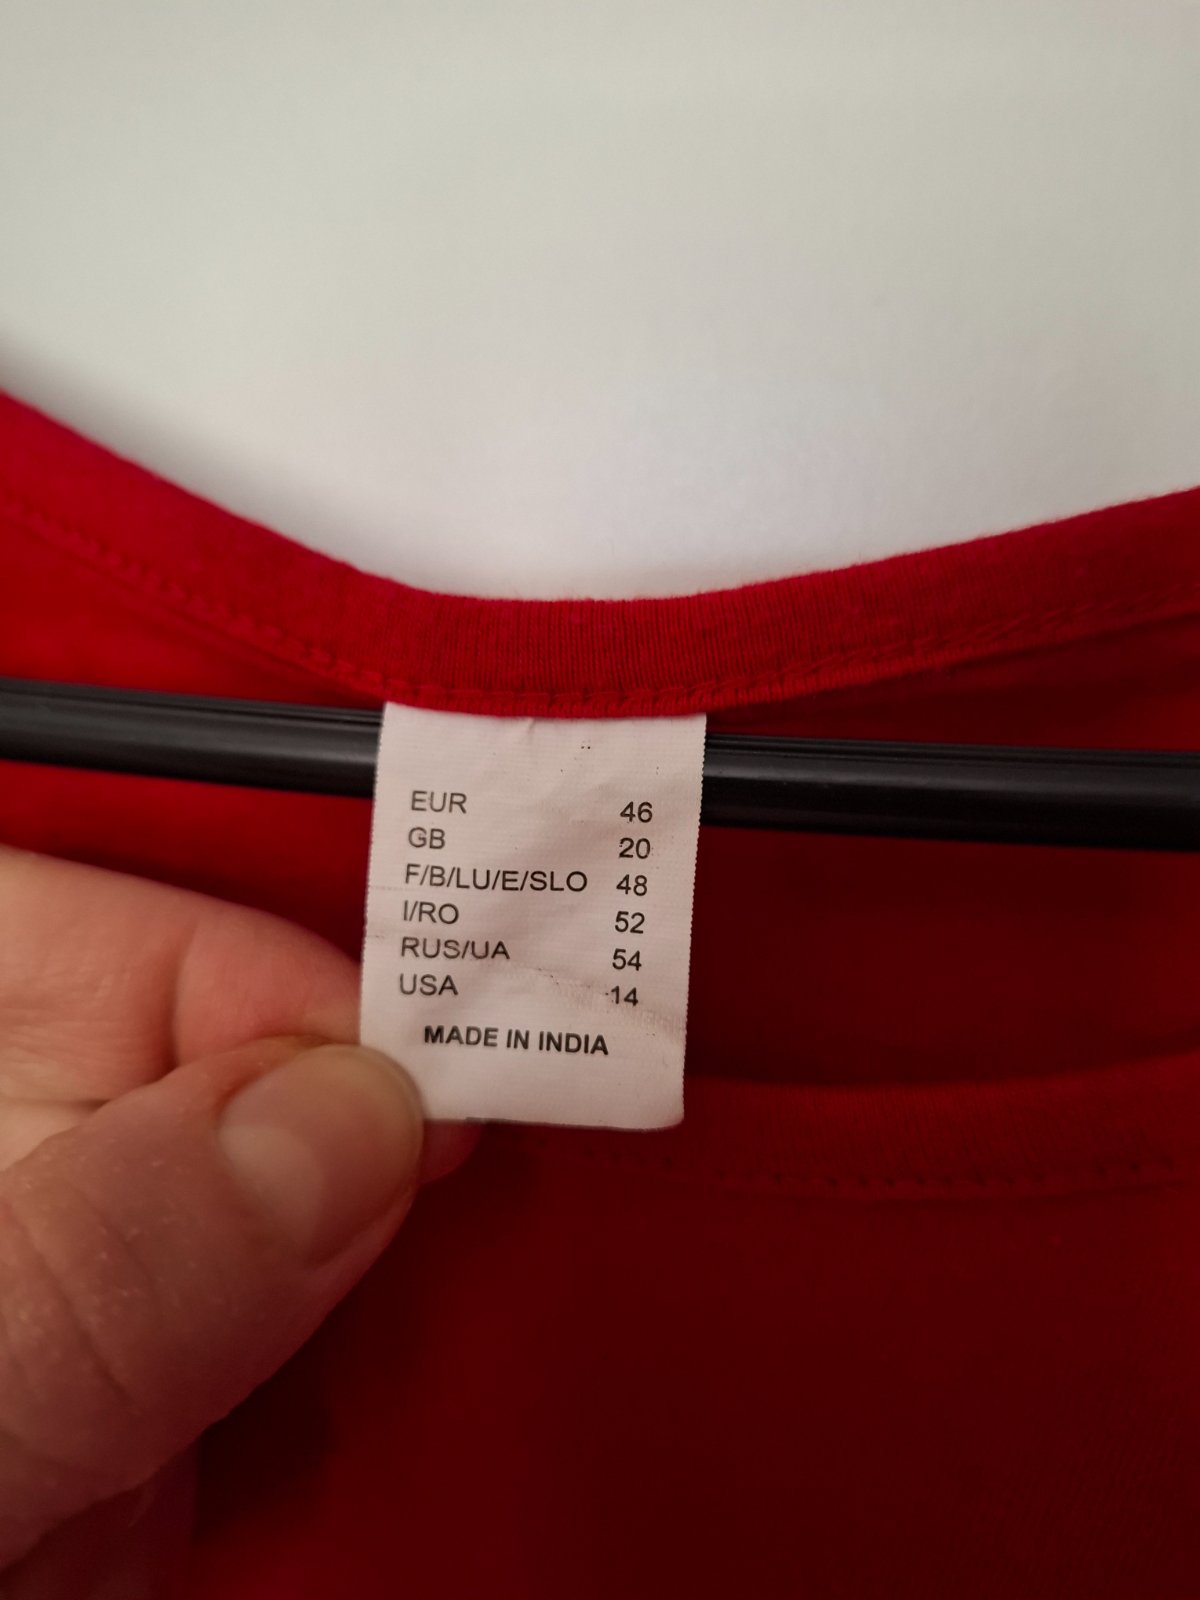 EUR 46
GB 20
F/B/LU/E/SLO 48
I/RO 52
RUS/UA 54
USA 14
MADE IN INDIA